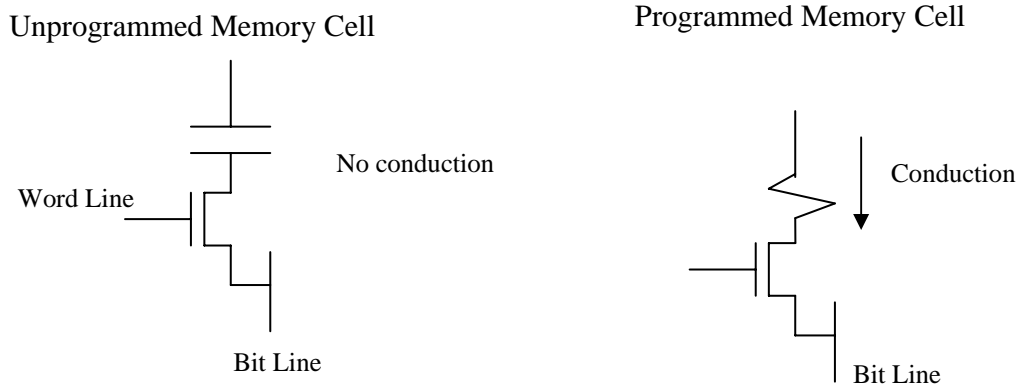 Unprogrammed Memory Cell
Programmed Memory Cell
No conduction
Conduction
Word Line
Bit Line
Bit Line